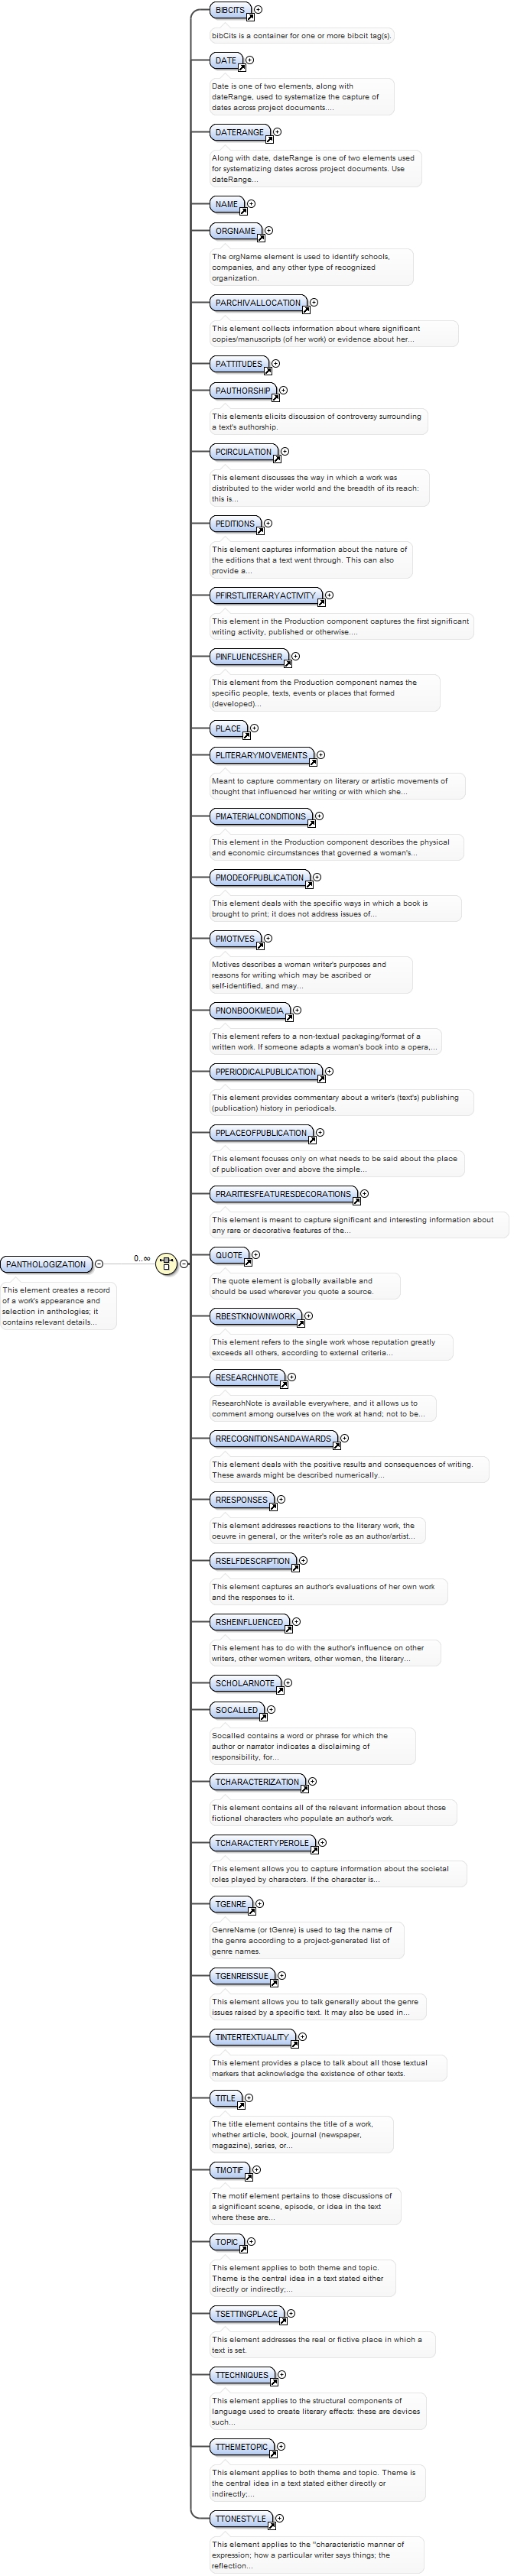 BIBCITS
bibCits is a container for one or more bibcit tag(s).
DATE
Date is one of two elements, along with
dateRange, used to systematize the capture of
dates across project documents....
DATERANGE
Along with date, dateRange is one of two elements used
for systematizing dates across project documents. Use
dateRange...
NAME
ORGNAME
The orgName element is used to identify schools,
companies, and any other type of recognized
organization.
PARCHIVALLOCATION
This element collects information about where significant
copies/manuscripts (of her work) or evidence about her...
PATTITUDES
PAUTHORSHIP
This elements elicits discussion of controversy surrounding
a text's authorship.
PCIRCULATION
This element discusses the way in which a work was
distributed to the wider world and the breadth of its reach:
this is...
PEDITIONS
This element captures information about the nature of
the editions that a text went through. This can also
provide a...
PFIRSTLITERARYACTIVITY
This element in the Production component captures the first significant
writing activity, published or otherwise....
PINFLUENCESHER
This element from the Production component names the
specific people, texts, events or places that formed
(developed)...
PLACE
PLITERARYMOVEMENTS
Meant to capture commentary on literary or artistic movements of
thought that influenced her writing or with which she...
PMATERIALCONDITIONS
This element in the Production component describes the physical
and economic circumstances that governed a woman's...
PMODEOFPUBLICATION
This element deals with the specific ways in which a book is
brought to print; it does not address issues of...
PMOTIVES
Motives describes a woman writer's purposes and
reasons for writing which may be ascribed or
self-identified, and may...
PNONBOOKMEDIA
This element refers to a non-textual packaging/format of a
written work. If someone adapts a woman's book into a opera,...
PPERIODICALPUBLICATION
This element provides commentary about a writer's (text's) publishing
(publication) history in periodicals.
PPLACEOFPUBLICATION
This element focuses only on what needs to be said about the place
of publication over and above the simple...
PRARITIESFEATURESDECORATIONS
This element is meant to capture significant and interesting information about
any rare or decorative features of the...
PANTHOLOGIZATION
0..∞
This element creates a record
of a work's appearance and
selection in anthologies; it
contains relevant details...
QUOTE
The quote element is globally available and
should be used wherever you quote a source.
RBESTKNOWNWORK
This element refers to the single work whose reputation greatly
exceeds all others, according to external criteria...
RESEARCHNOTE
ResearchNote is available everywhere, and it allows us to
comment among ourselves on the work at hand; not to be...
RRECOGNITIONSANDAWARDS
This element deals with the positive results and consequences of writing.
These awards might be described numerically...
RRESPONSES
This element addresses reactions to the literary work, the
oeuvre in general, or the writer's role as an author/artist...
RSELFDESCRIPTION
This element captures an author's evaluations of her own work
and the responses to it.
RSHEINFLUENCED
This element has to do with the author's influence on other
writers, other women writers, other women, the literary...
SCHOLARNOTE
SOCALLED
Socalled contains a word or phrase for which the
author or narrator indicates a disclaiming of
responsibility, for...
TCHARACTERIZATION
This element contains all of the relevant information about those
fictional characters who populate an author's work.
TCHARACTERTYPEROLE
This element allows you to capture information about the societal
roles played by characters. If the character is...
TGENRE
GenreName (or tGenre) is used to tag the name of
the genre according to a project-generated list of
genre names.
TGENREISSUE
This element allows you to talk generally about the genre
issues raised by a specific text. It may also be used in...
TINTERTEXTUALITY
This element provides a place to talk about all those textual
markers that acknowledge the existence of other texts.
TITLE
The title element contains the title of a work,
whether article, book, journal (newspaper,
magazine), series, or...
TMOTIF
The motif element pertains to those discussions of
a significant scene, episode, or idea in the text
where these are...
TOPIC
This element applies to both theme and topic.
Theme is the central idea in a text stated either
directly or indirectly;...
TSETTINGPLACE
This element addresses the real or fictive place in which a
text is set.
TTECHNIQUES
This element applies to the structural components of
language used to create literary effects: these are devices
such...
TTHEMETOPIC
This element applies to both theme and topic. Theme is
the central idea in a text stated either directly or
indirectly;...
TTONESTYLE
This element applies to the "characteristic manner of
expression; how a particular writer says things; the
reflection...